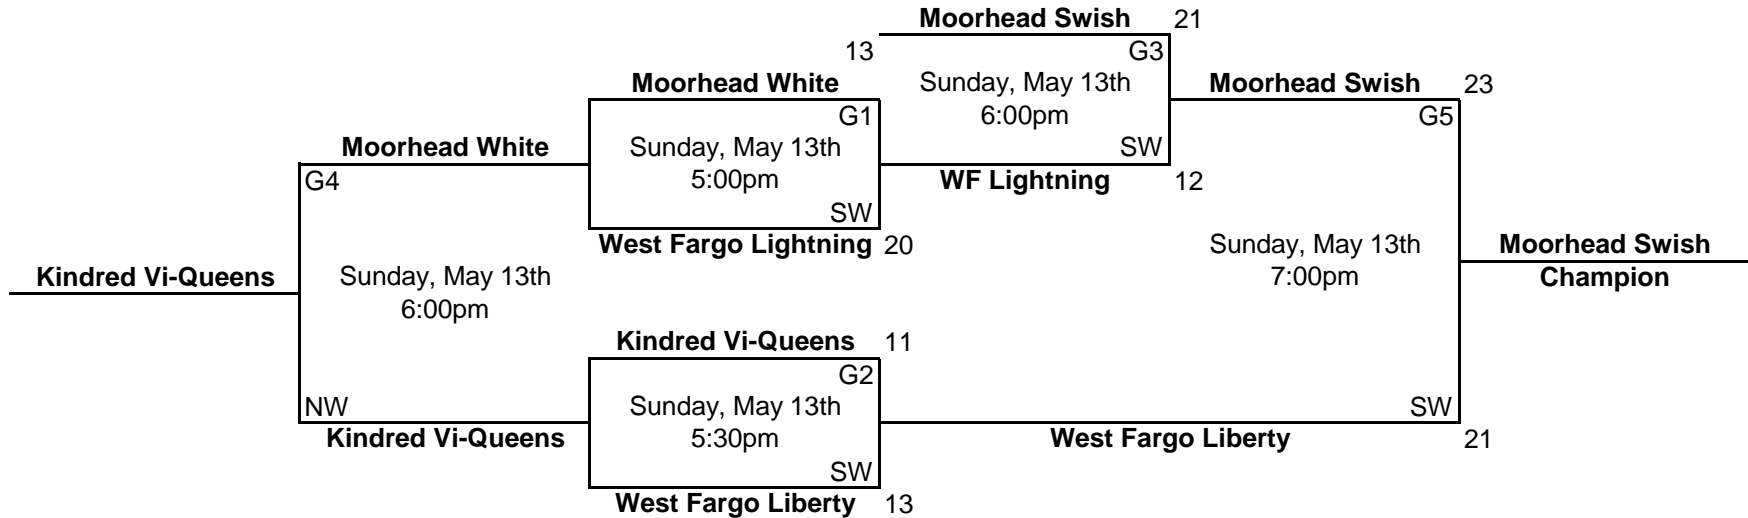 Moorhead Swish 21
13 G3
Moorhead White Sunday, May 13th Moorhead Swish 23
G1 6:00pm G5
Moorhead White Sunday, May 13th SW
G4 5:00pm WF Lightning 12
SW
West Fargo Lightning 20 Sunday, May 13th Moorhead Swish
Kindred Vi-Queens Sunday, May 13th 7:00pm Champion
6:00pm
Kindred Vi-Queens 11
G2
NW Sunday, May 13th SW
Kindred Vi-Queens 5:30pm West Fargo Liberty 21
SW
West Fargo Liberty 13